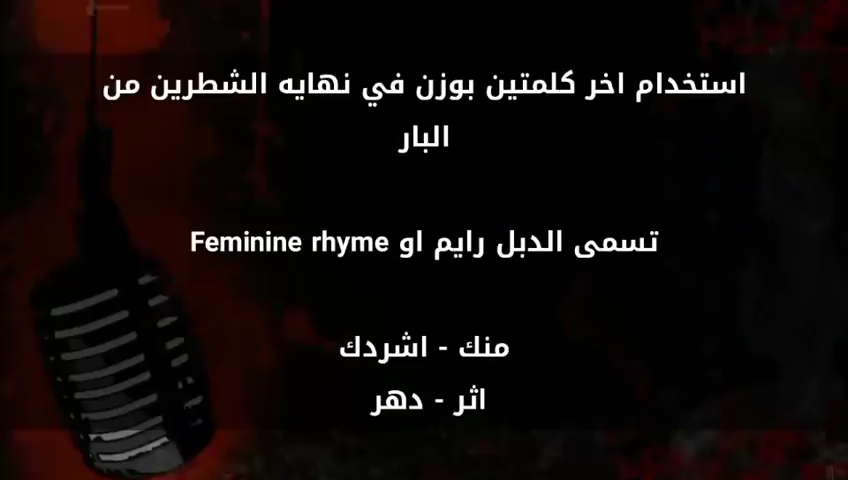 استخدام اخر كلمتين بوزن في نهايه الشطرين من
البار
تسمى الدبل رايم او Feminine rhyme
منك - اشردك
اثر - دهر